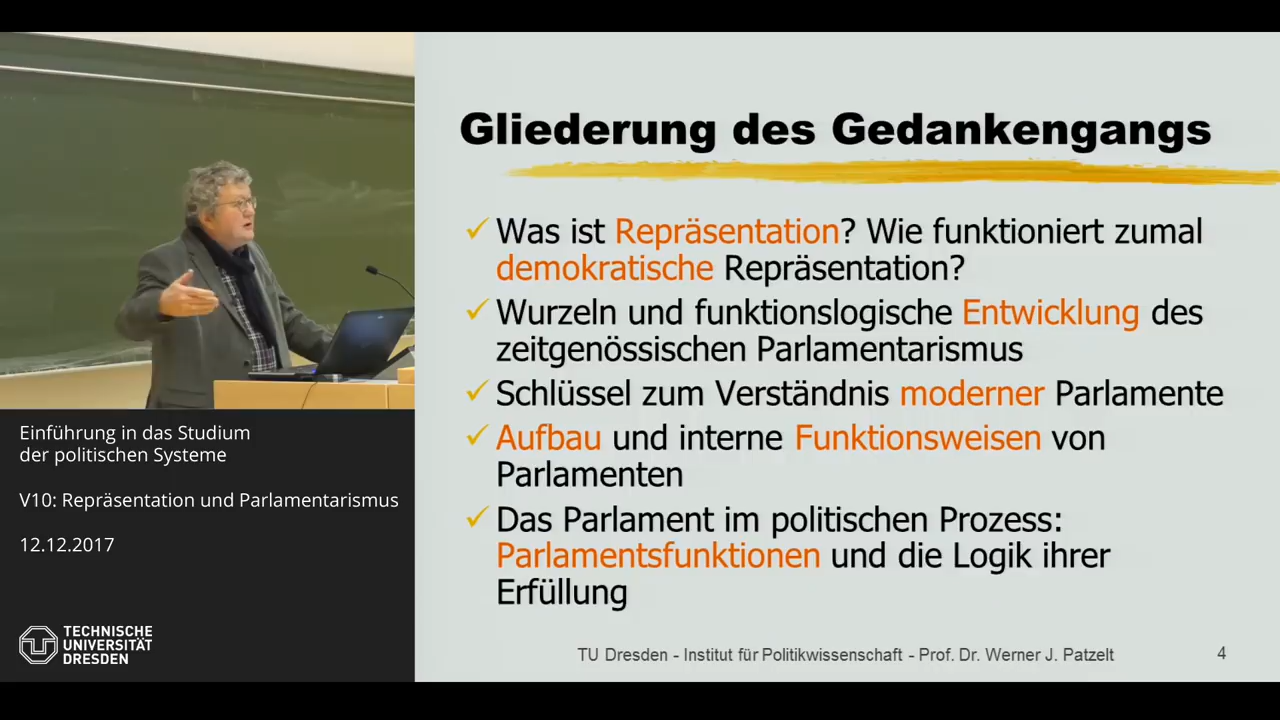 Gliederung des Gedankengangs
Was ist Repräsentation? Wie funktioniert zumal
demokratische Repräsentation?
Wurzeln und funktionslogische Entwicklung des
zeitgenössischen Parlamentarismus
Schlüssel zum Verständnis moderner Parlamente
Aufbau und interne Funktionsweisen von
Parlamenten
Das Parlament im politischen Prozess:
Parlamentsfunktionen und die Logik ihrer
Erfüllung
TU Dresden - Institut für Politikwissenschaft - Prof. Dr. Werner J. Patzelt
4
Einführung in das Studium
der politischen Systeme
V10: Repräsentation und Parlamentarismus
12.12.2017
TECHNISCHE
UNIVERSITÄT
DRESDEN